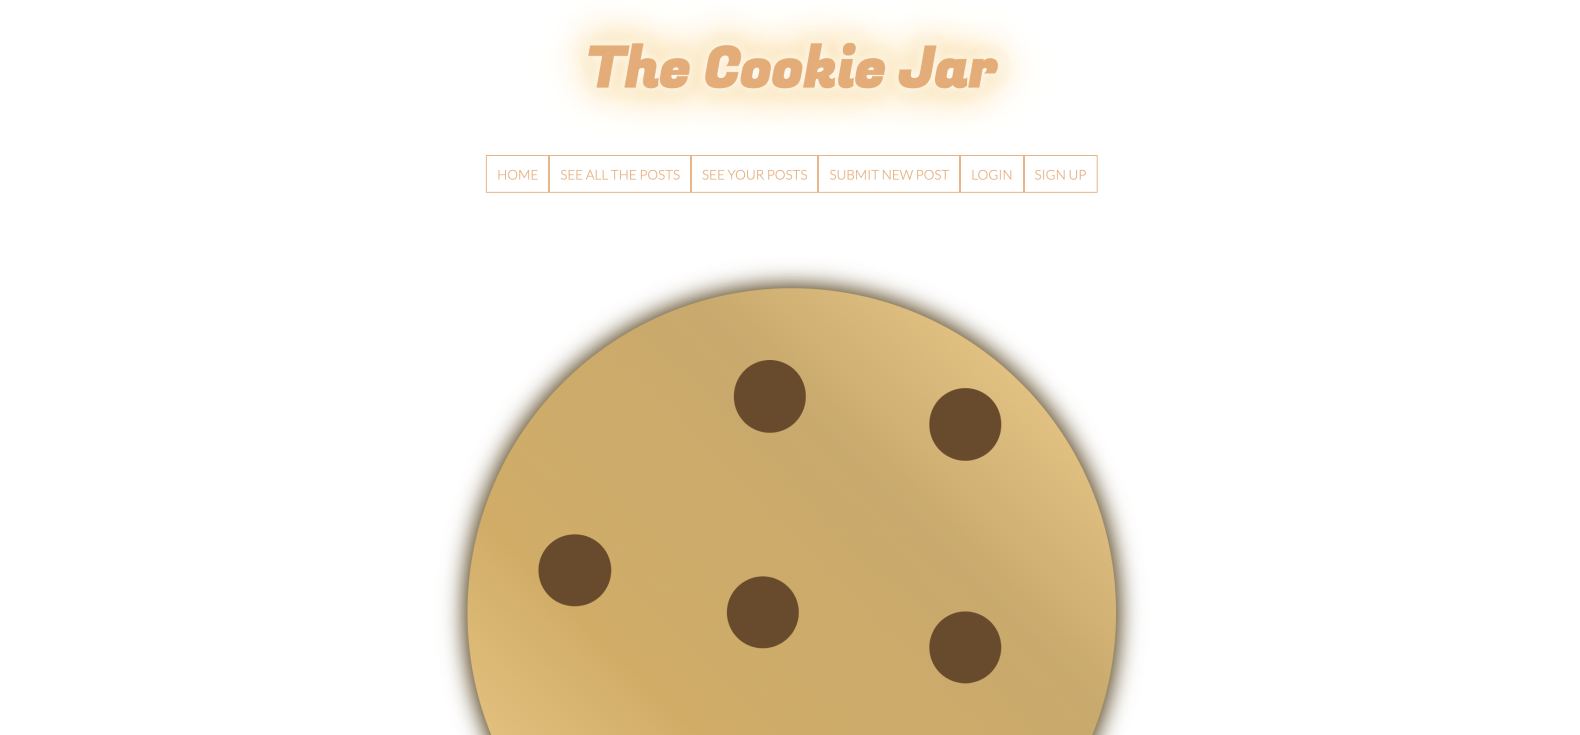 The Cookie Jar
HOME SEE ALL THE POSTS SEE YOUR POSTS SUBMIT NEW POST LOGIN SIGN UP